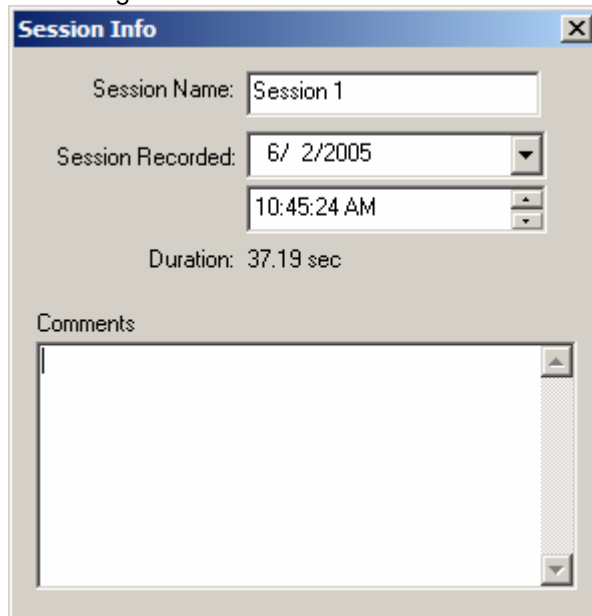 Session Info
Session Name: Session 1
Session Recorded: 6/ 2/2005
10:45:24 AM
Duration: 37.19 sec
Comments